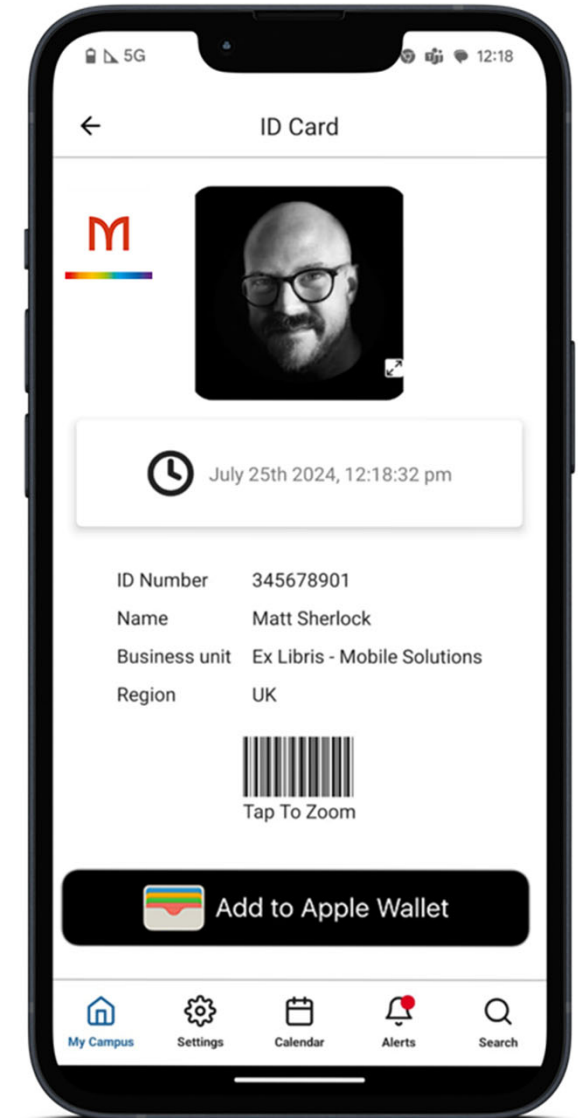 5G 12:18
ID Card
M
July 25th 2024, 12:18:32 pm
ID Number 345678901
Name Matt Sherlock
Business unit Ex Libris - Mobile Solutions
Region UK
Tap To Zoom
Add to Apple Wallet
My Campus Settings Calendar Alerts Search